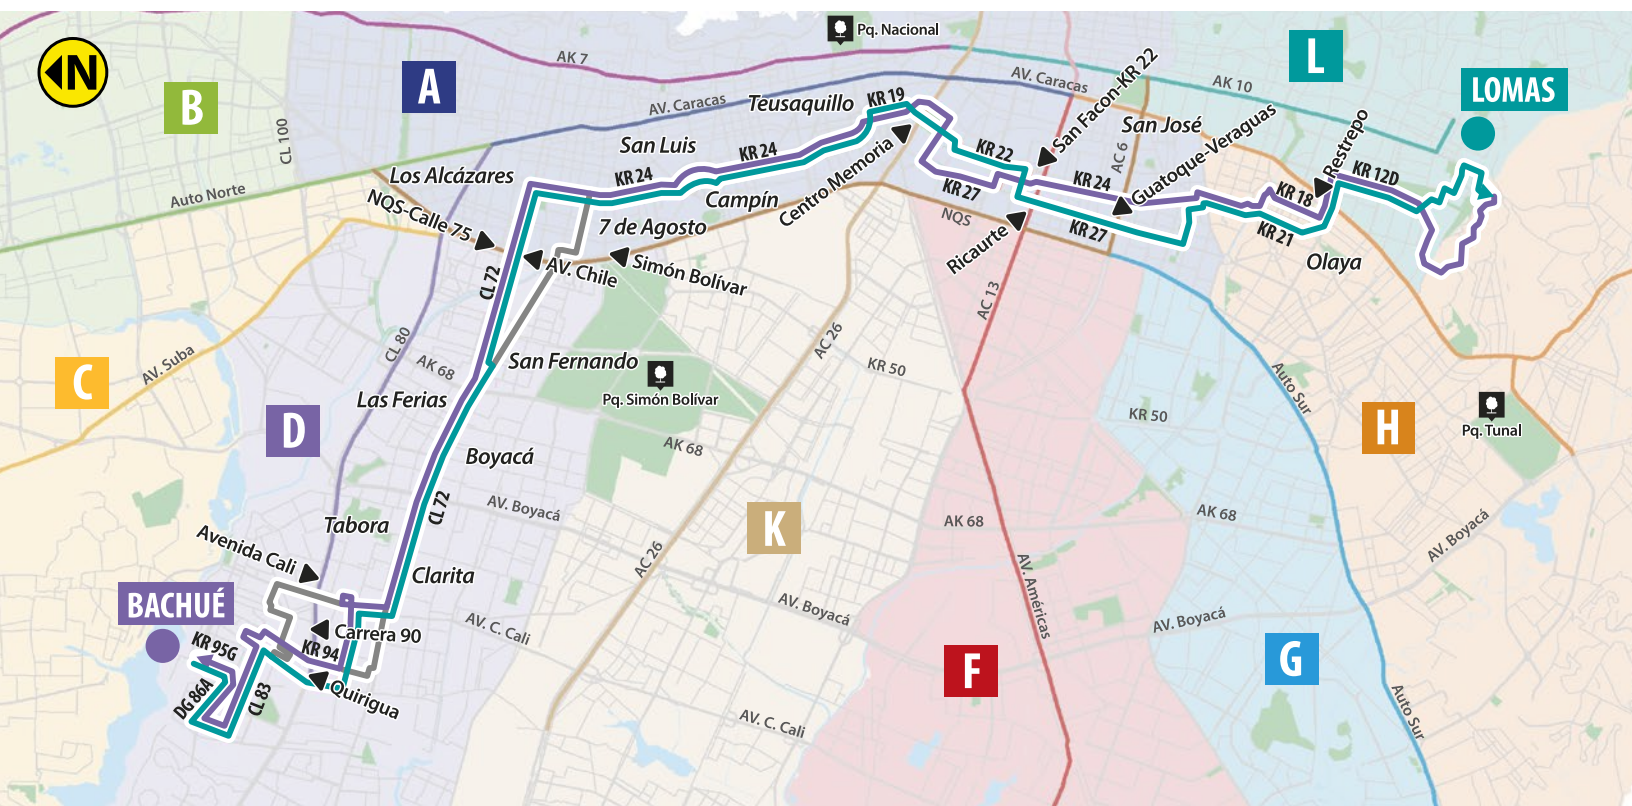 Pq. Nacional
N
B
A
L
LOMAS
AK 7
AV. Caracas
AV. Caracas
AK 10
CL 100
Auto Norte
Teusaquillo
KR 19
San Luis
KR 24
KR 24
Los Alcázares
Campín
NQS-Calle 75
7 de Agosto
AV. Chile
Simón Bolívar
Centro Memoria
KR 22
KR 27
San Facon-KR 22
San José
AC 6
Guatoque-Veraguas
Restrepo
KR 12D
KR 24
KR 18
KR 21
KR 27
NQS
Ricaurte
Olaya
AC 13
CL 72
CL 80
AK 68
San Fernando
Las Ferias
Pq. Simón Bolívar
AK 68
AC 26
KR 50
KR 50
Auto Sur
Pq. Tunal
H
C
AV. Suba
D
Boyacá
CL 72
AV. Boyacá
Tabora
Clarita
K
AC 26
AK 68
AK 68
AV. Boyacá
AV. Américas
AV. Boyacá
AV. Boyacá
Avenida Cali
BACHUÉ
Carrera 90
KR 94
KR 95G
DG 86A
CL 83
Quirigua
AV. C. Cali
AV. C. Cali
F
G
Auto Sur